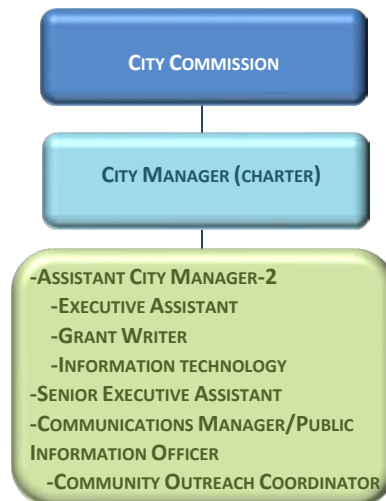 CITY COMMISSION
CITY MANAGER (CHARTER)
-ASSISTANT CITY MANAGER-2
-EXECUTIVE ASSISTANT
-GRANT WRITER
-INFORMATION TECHNOLOGY
-SENIOR EXECUTIVE ASSISTANT
-COMMUNICATIONS MANAGER/PUBLIC
INFORMATION OFFICER
-COMMUNITY OUTREACH COORDINATOR